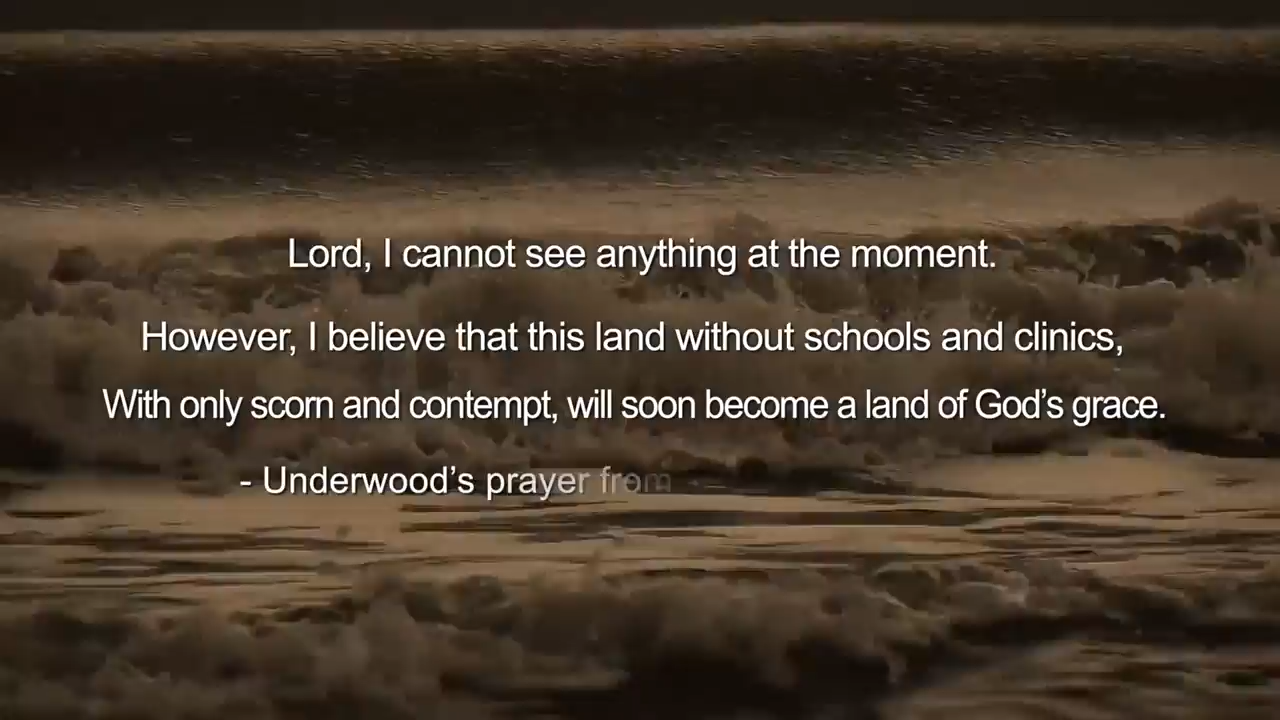 Lord, I cannot see anything at the moment.
However, I believe that this land without schools and clinics,
With only scorn and contempt, will soon become a land of God’s grace.
- Underwood’s prayer from